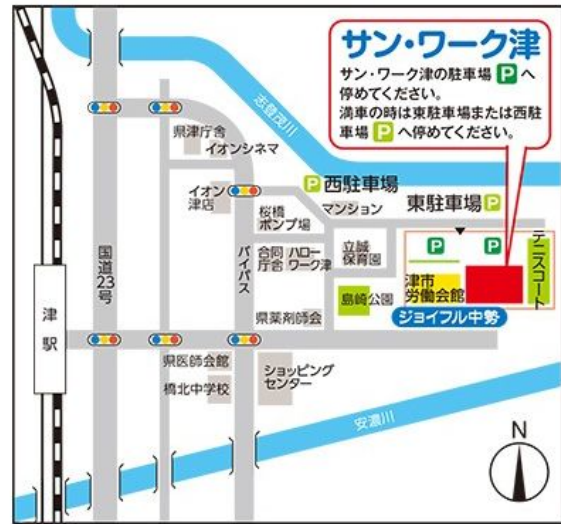 サン・ワーク津
サン・ワーク津の駐車場 P へ
停めてください。
満車の時は東駐車場または西駐
車場 P へ停めてください。
志登茂川
県津庁舎
イオンシネマ
イオン
津店
P 西駐車場
東駐車場 P
桜橋
ポンプ場
マンション
国道23号
バイパス
合同
庁舎
ハロー
ワーク津
立誠
保育園
P
P
テニスコート
津市
労働会館
島崎公園
ジョイフル中勢
県薬剤師会
津駅
県医師会館
橋北中学校
ショッピング
センター
安濃川
N